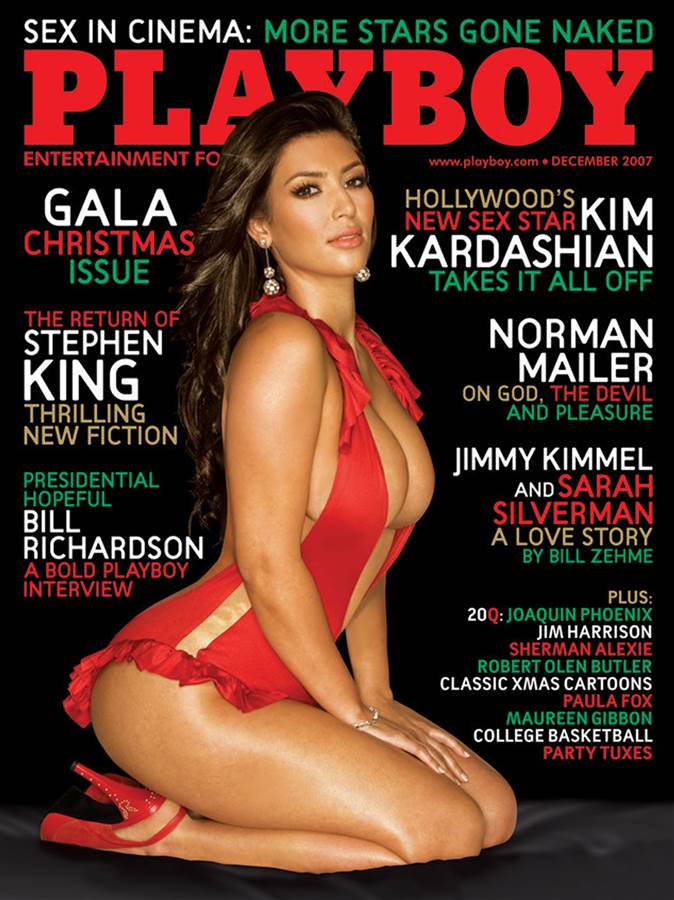 SEX IN CINEMA: MORE STARS GONE NAKED
PLAYBOY
ENTERTAINMENT FO
www.playboy.com • DECEMBER 2007
GALA
CHRISTMAS
ISSUE
THE RETURN OF
STEPHEN
KING
THRILLING
NEW FICTION
PRESIDENTIAL
HOPEFUL
BILL
RICHARDSON
A BOLD PLAYBOY
INTERVIEW
HOLLYWOOD'S
NEW SEX STAR KIM
KARDASHIAN
TAKES IT ALL OFF
NORMAN
MAILER
ON GOD, THE DEVIL
AND PLEASURE
JIMMY KIMMEL
AND SARAH
SILVERMAN
A LOVE STORY
BY BILL ZEHME
PLUS:
20Q: JOAQUIN PHOENIX
JIM HARRISON
SHERMAN ALEXIE
ROBERT OLEN BUTLER
CLASSIC XMAS CARTOONS
PAULA FOX
MAUREEN GIBBON
COLLEGE BASKETBALL
PARTY TUXES